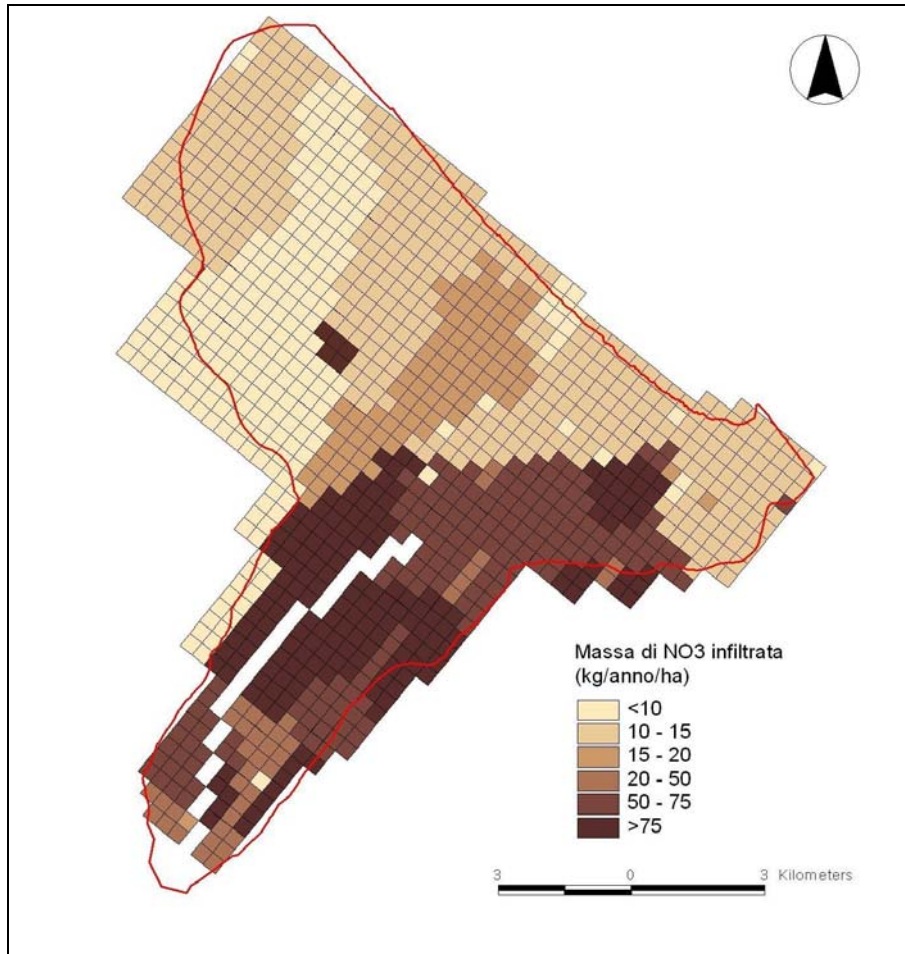 Massa di NO3 infiltrata
(kg/anno/ha)
<10
10 - 15
15 - 20
20 - 50
50 - 75
>75
3 0 3 Kilometers